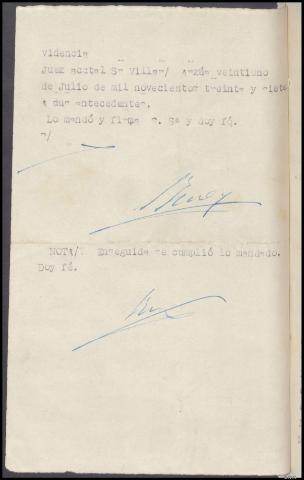 videncia
Juez acctal Sr Villar/ Arzúa veintiuno
de Julio de mil novecientos treinta y siete
a sus antecedentes.
Lo mandó y firma S. Sª y doy fé.
NOTA/ Enseguida se cumplió lo mandado.
Doy fé.